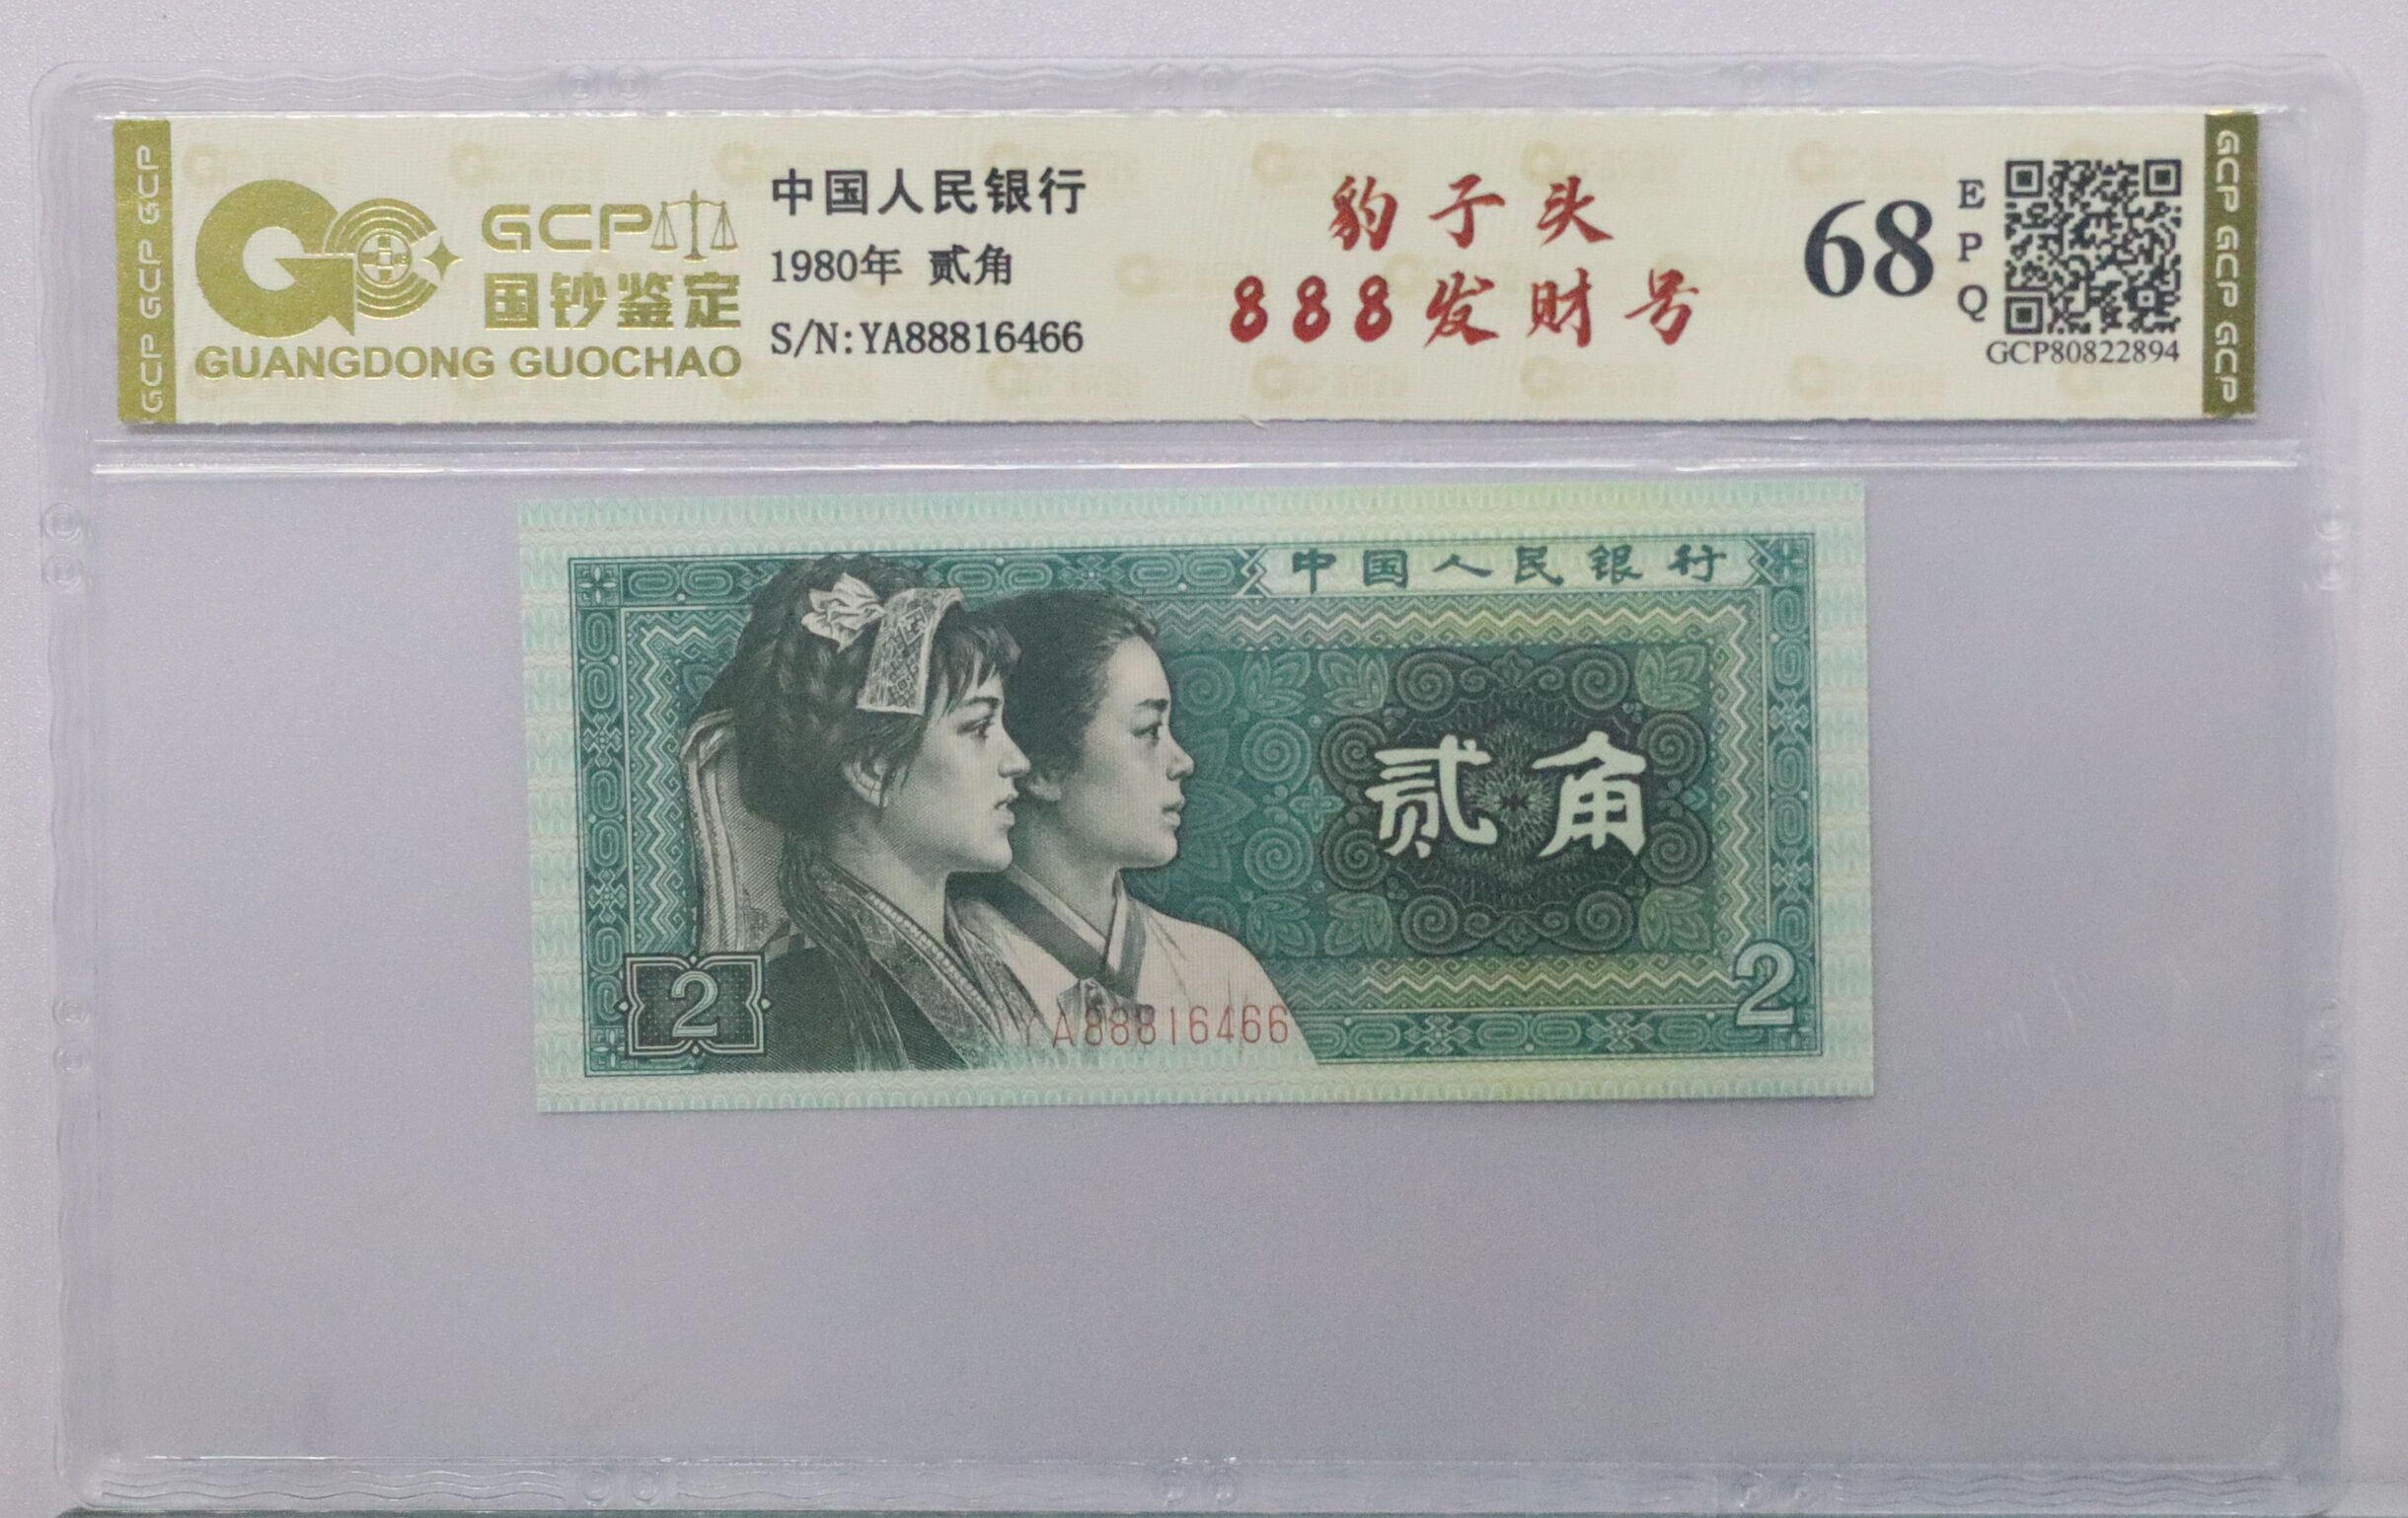 GCP GCP GCP
GCP
国钞鉴定
GUANGDONG GUOCHAO
中国人民银行
1980年 贰角
S/N:YA88816466
豹子头
888发财号
68
EPQ
GCP80822894
GCP GCP GCP
中国人民银行
贰角
2
YA88816466
2